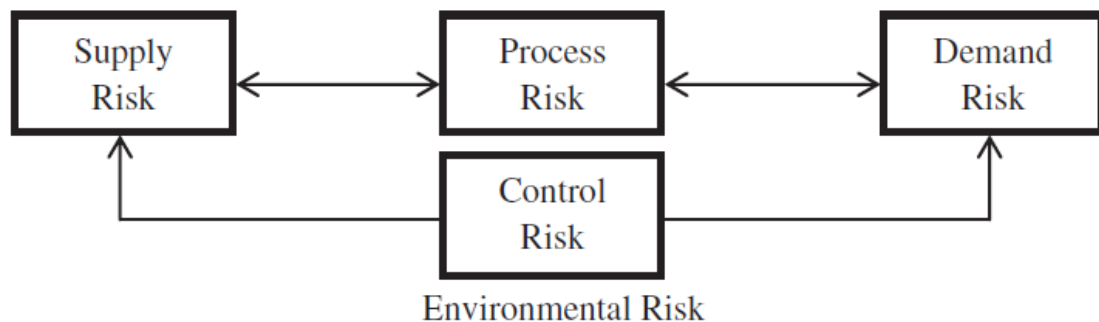 Supply
Risk
Process
Risk
Demand
Risk
Control
Risk
Environmental Risk